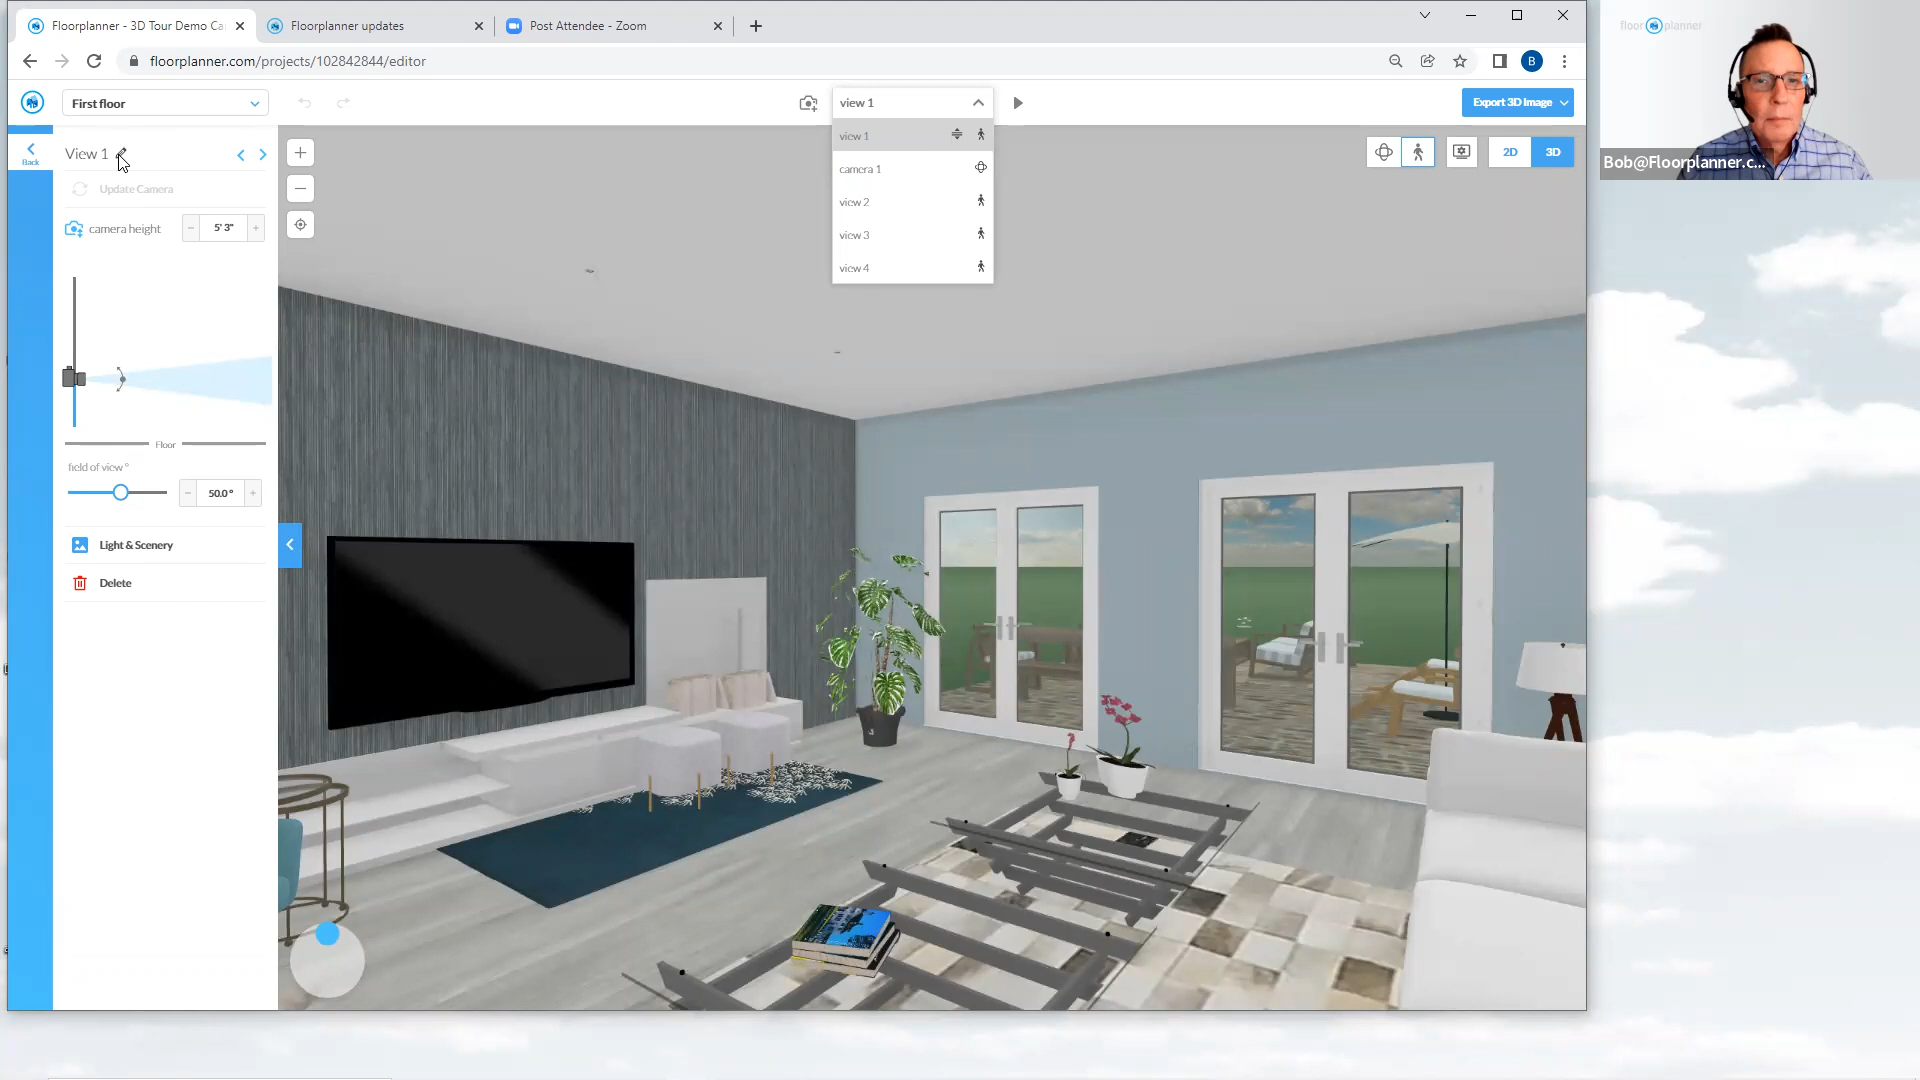 Floorplanner - 3D Tour Demo Ca
Floorplanner updates
Post Attendee - Zoom
floorplanner.com/projects/102842844/editor
B
floor planner
Bob@Floorplanner.c...
First floor
view 1
Export 3D Image
view 1
camera 1
view 2
view 3
view 4
Back
View 1
Update Camera
camera height
5' 3"
Floor
field of view °
50.0°
Light & Scenery
Delete
2D
3D